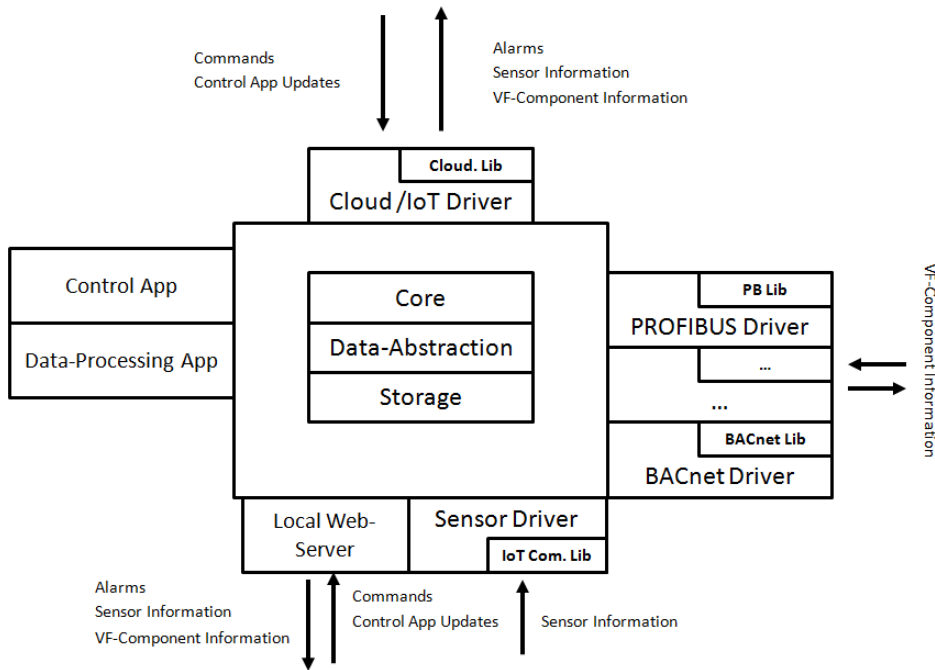 Commands
Control App Updates
Alarms
Sensor Information
VF-Component Information
Cloud. Lib
Cloud /IoT Driver
Control App
Data-Processing App
Core
Data-Abstraction
Storage
PB Lib
PROFIBUS Driver
...
...
BACnet Lib
BACnet Driver
VF-Component Information
Local Web-
Server
Sensor Driver
IoT Com. Lib
Alarms
Sensor Information
VF-Component Information
Commands
Control App Updates
Sensor Information